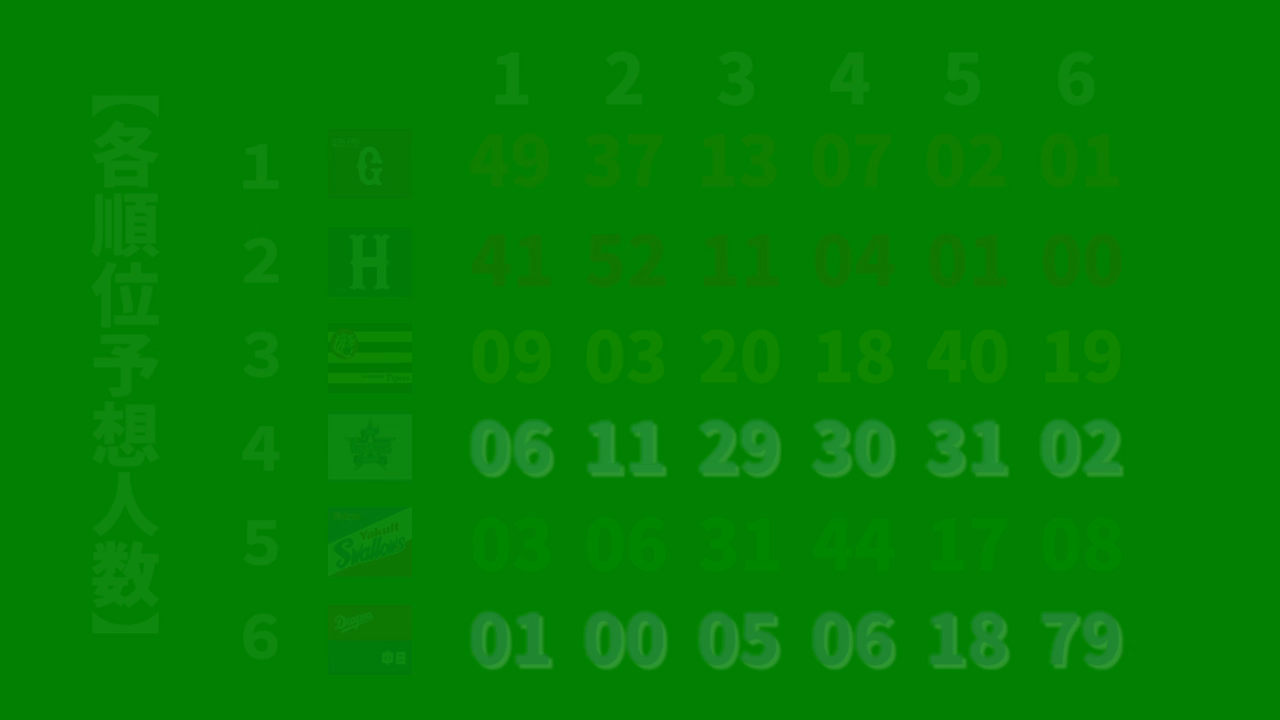 【各順位予想人数】
1 2 3 4 5 6
1 G 49 37 13 07 02 01
2 H 41 52 11 04 01 00
3 09 03 20 18 40 19
4 06 11 29 30 31 02
5 Yakult Swallows 03 06 31 44 17 08
6 Dragons 中日 01 00 05 06 18 79